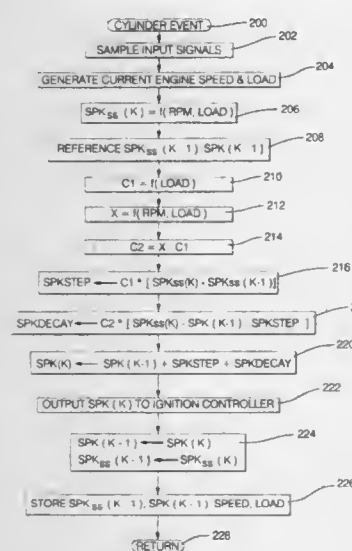 CYLINDER EVENT 200
SAMPLE INPUT SIGNALS 202
GENERATE CURRENT ENGINE SPEED & LOAD 204
SPKss (K) = f(RPM, LOAD) 206
REFERENCE SPKss (K 1) SPK(K 1) 208
C1 = f(LOAD) 210
X = f(RPM, LOAD) 212
C2 = X C1 214
SPKSTEP ← C1 * [ SPKss(K) - SPKss (K-1)] 216
SPKDECAY ← C2 * [ SPKss(K) - SPK (K-1) SPKSTEP ] 2
SPK(K) ← SPK (K-1) + SPKSTEP + SPKDECAY 220
OUTPUT SPK (K) TO IGNITION CONTROLLER 222
SPK (K-1) ← SPK (K) 224
SPKss (K-1) ← SPKss (K)
STORE SPKss (K 1), SPK (K-1) SPEED, LOAD 226
RETURN 228